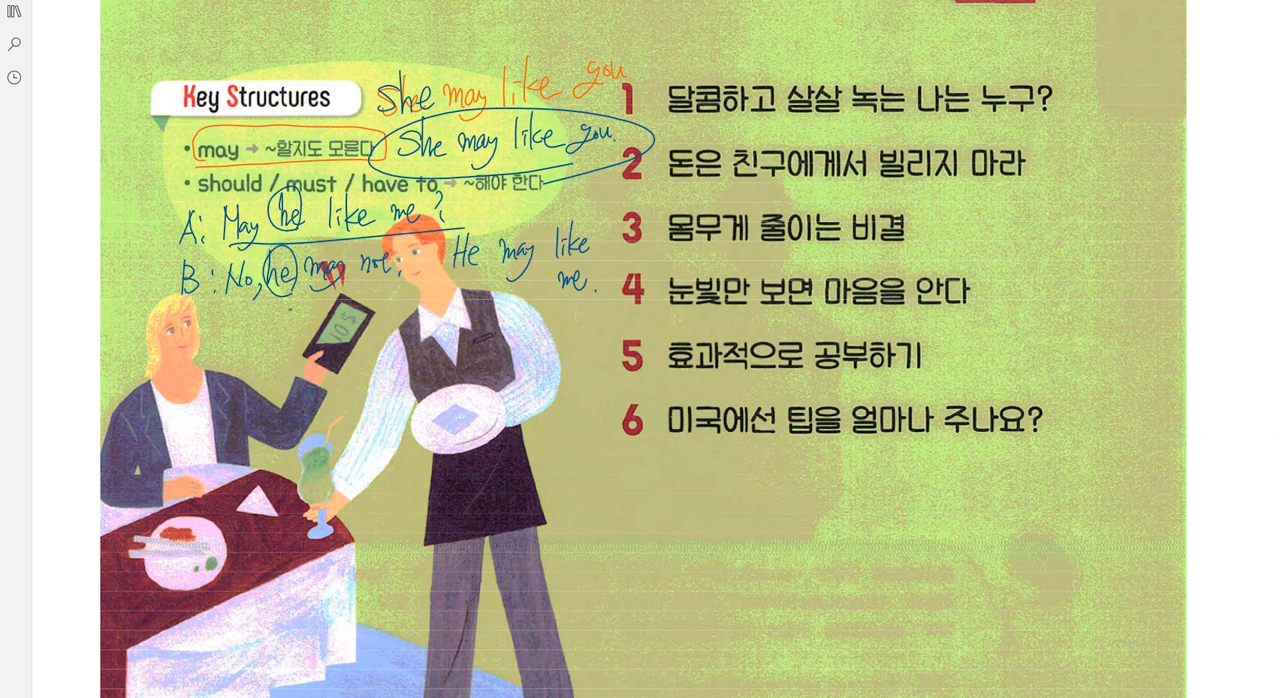 Key Structures
She may like you
• may → ~할지도 모른다
She may like you.
• should / must / have to → ~해야 한다
A: May he like me?
B: No, he may not. He may like me.
1 달콤하고 살살 녹는 나는 누구?
2 돈은 친구에게서 빌리지 마라
3 몸무게 줄이는 비결
4 눈빛만 보면 마음을 안다
5 효과적으로 공부하기
6 미국에선 팁을 얼마나 주나요?